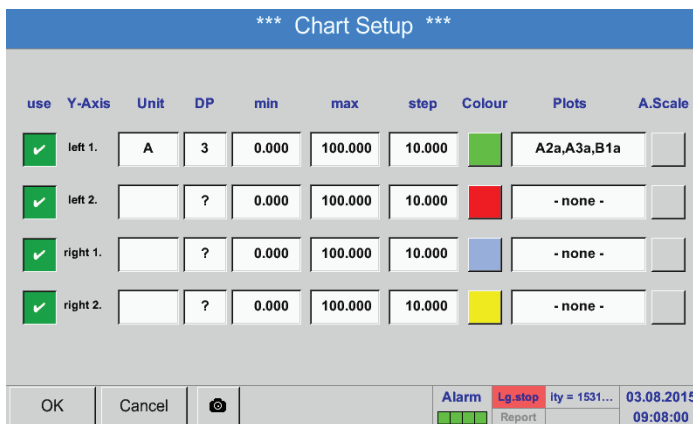 *** Chart Setup ***
use Y-Axis Unit DP min max step Colour Plots A.Scale
left 1. A 3 0.000 100.000 10.000 A2a,A3a,B1a
left 2. ? 0.000 100.000 10.000 - none -
right 1. ? 0.000 100.000 10.000 - none -
right 2. ? 0.000 100.000 10.000 - none -
OK Cancel Alarm Lg.stop ity = 1531... 03.08.2015
Report 09:08:00